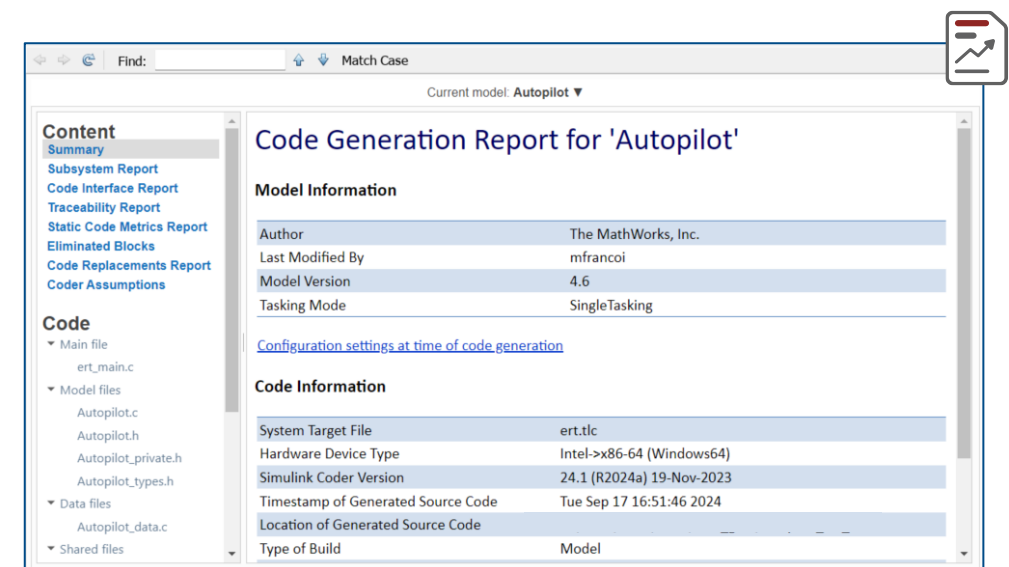 Find:
Match Case
Current model: Autopilot ▼
Content
Summary
Subsystem Report
Code Interface Report
Traceability Report
Static Code Metrics Report
Eliminated Blocks
Code Replacements Report
Coder Assumptions
Code
▼ Main file
ert_main.c
▼ Model files
Autopilot.c
Autopilot.h
Autopilot_private.h
Autopilot_types.h
▼ Data files
Autopilot_data.c
▼ Shared files
Code Generation Report for 'Autopilot'
Model Information
Author The MathWorks, Inc.
Last Modified By mfrancoi
Model Version 4.6
Tasking Mode SingleTasking
Configuration settings at time of code generation
Code Information
System Target File ert.tlc
Hardware Device Type Intel->x86-64 (Windows64)
Simulink Coder Version 24.1 (R2024a) 19-Nov-2023
Timestamp of Generated Source Code Tue Sep 17 16:51:46 2024
Location of Generated Source Code
Type of Build Model